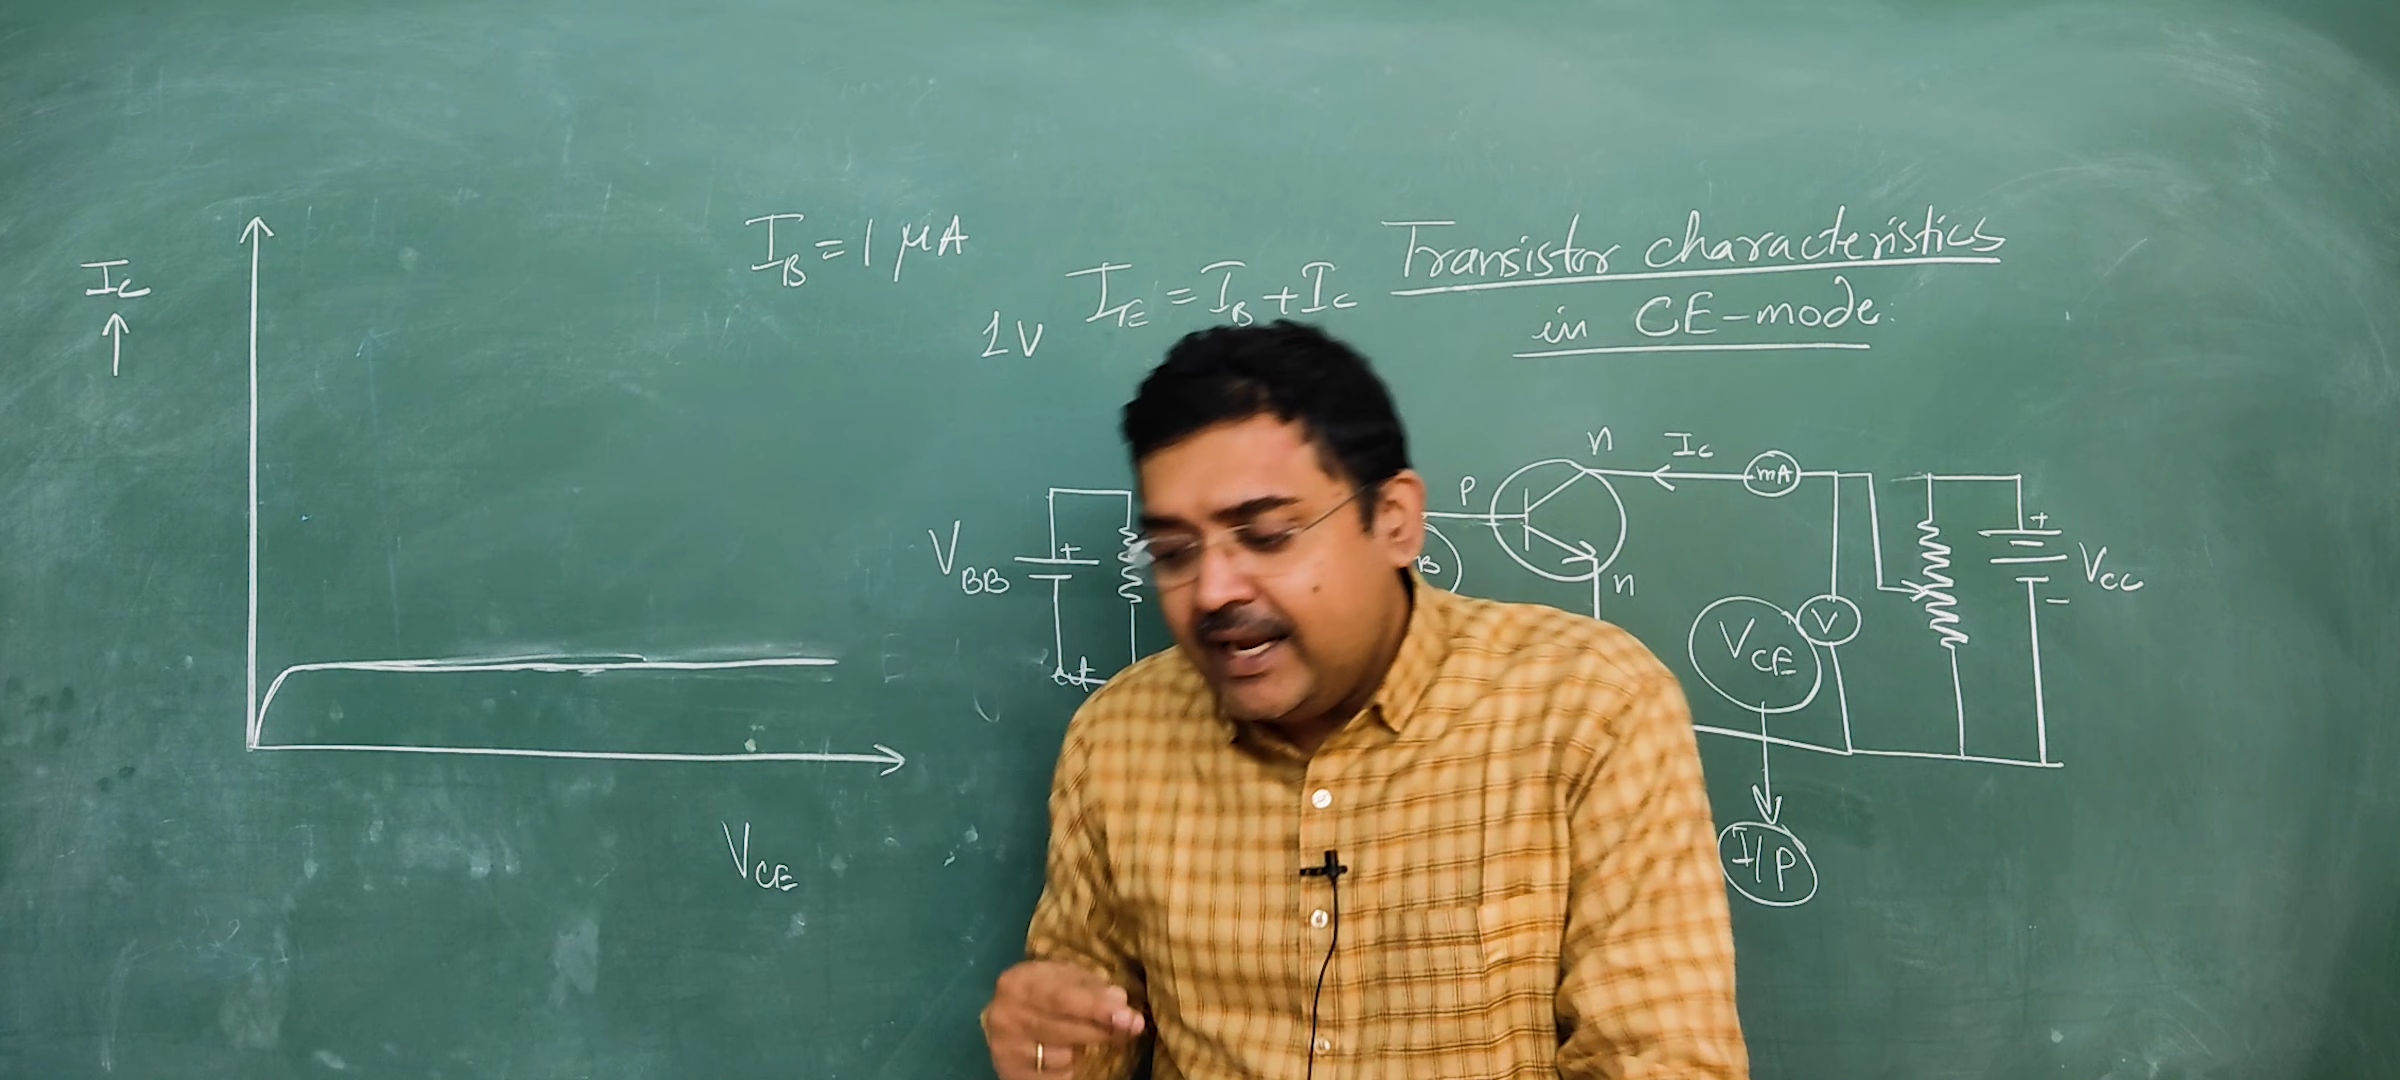 I_C ↑
I_B = 1 μA
1V
I_E = I_B + I_C
Transistor characteristics
in CE-mode.
n
I_C
mA
P
n
+
V_BB
B
+
V_CC
-
V
V_CE
I/P
V_CE